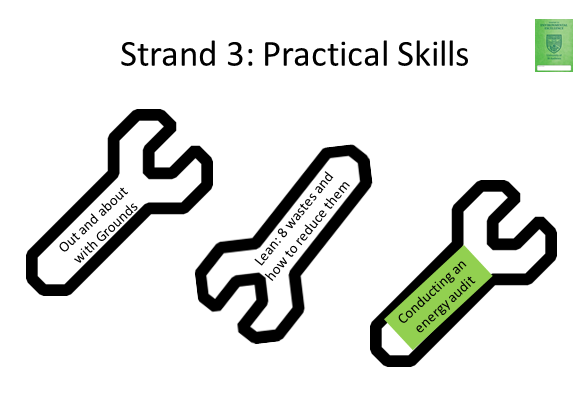 Strand 3: Practical Skills
Out and about
with Grounds
Lean: 8 wastes and
how to reduce them
Conducting an
energy audit